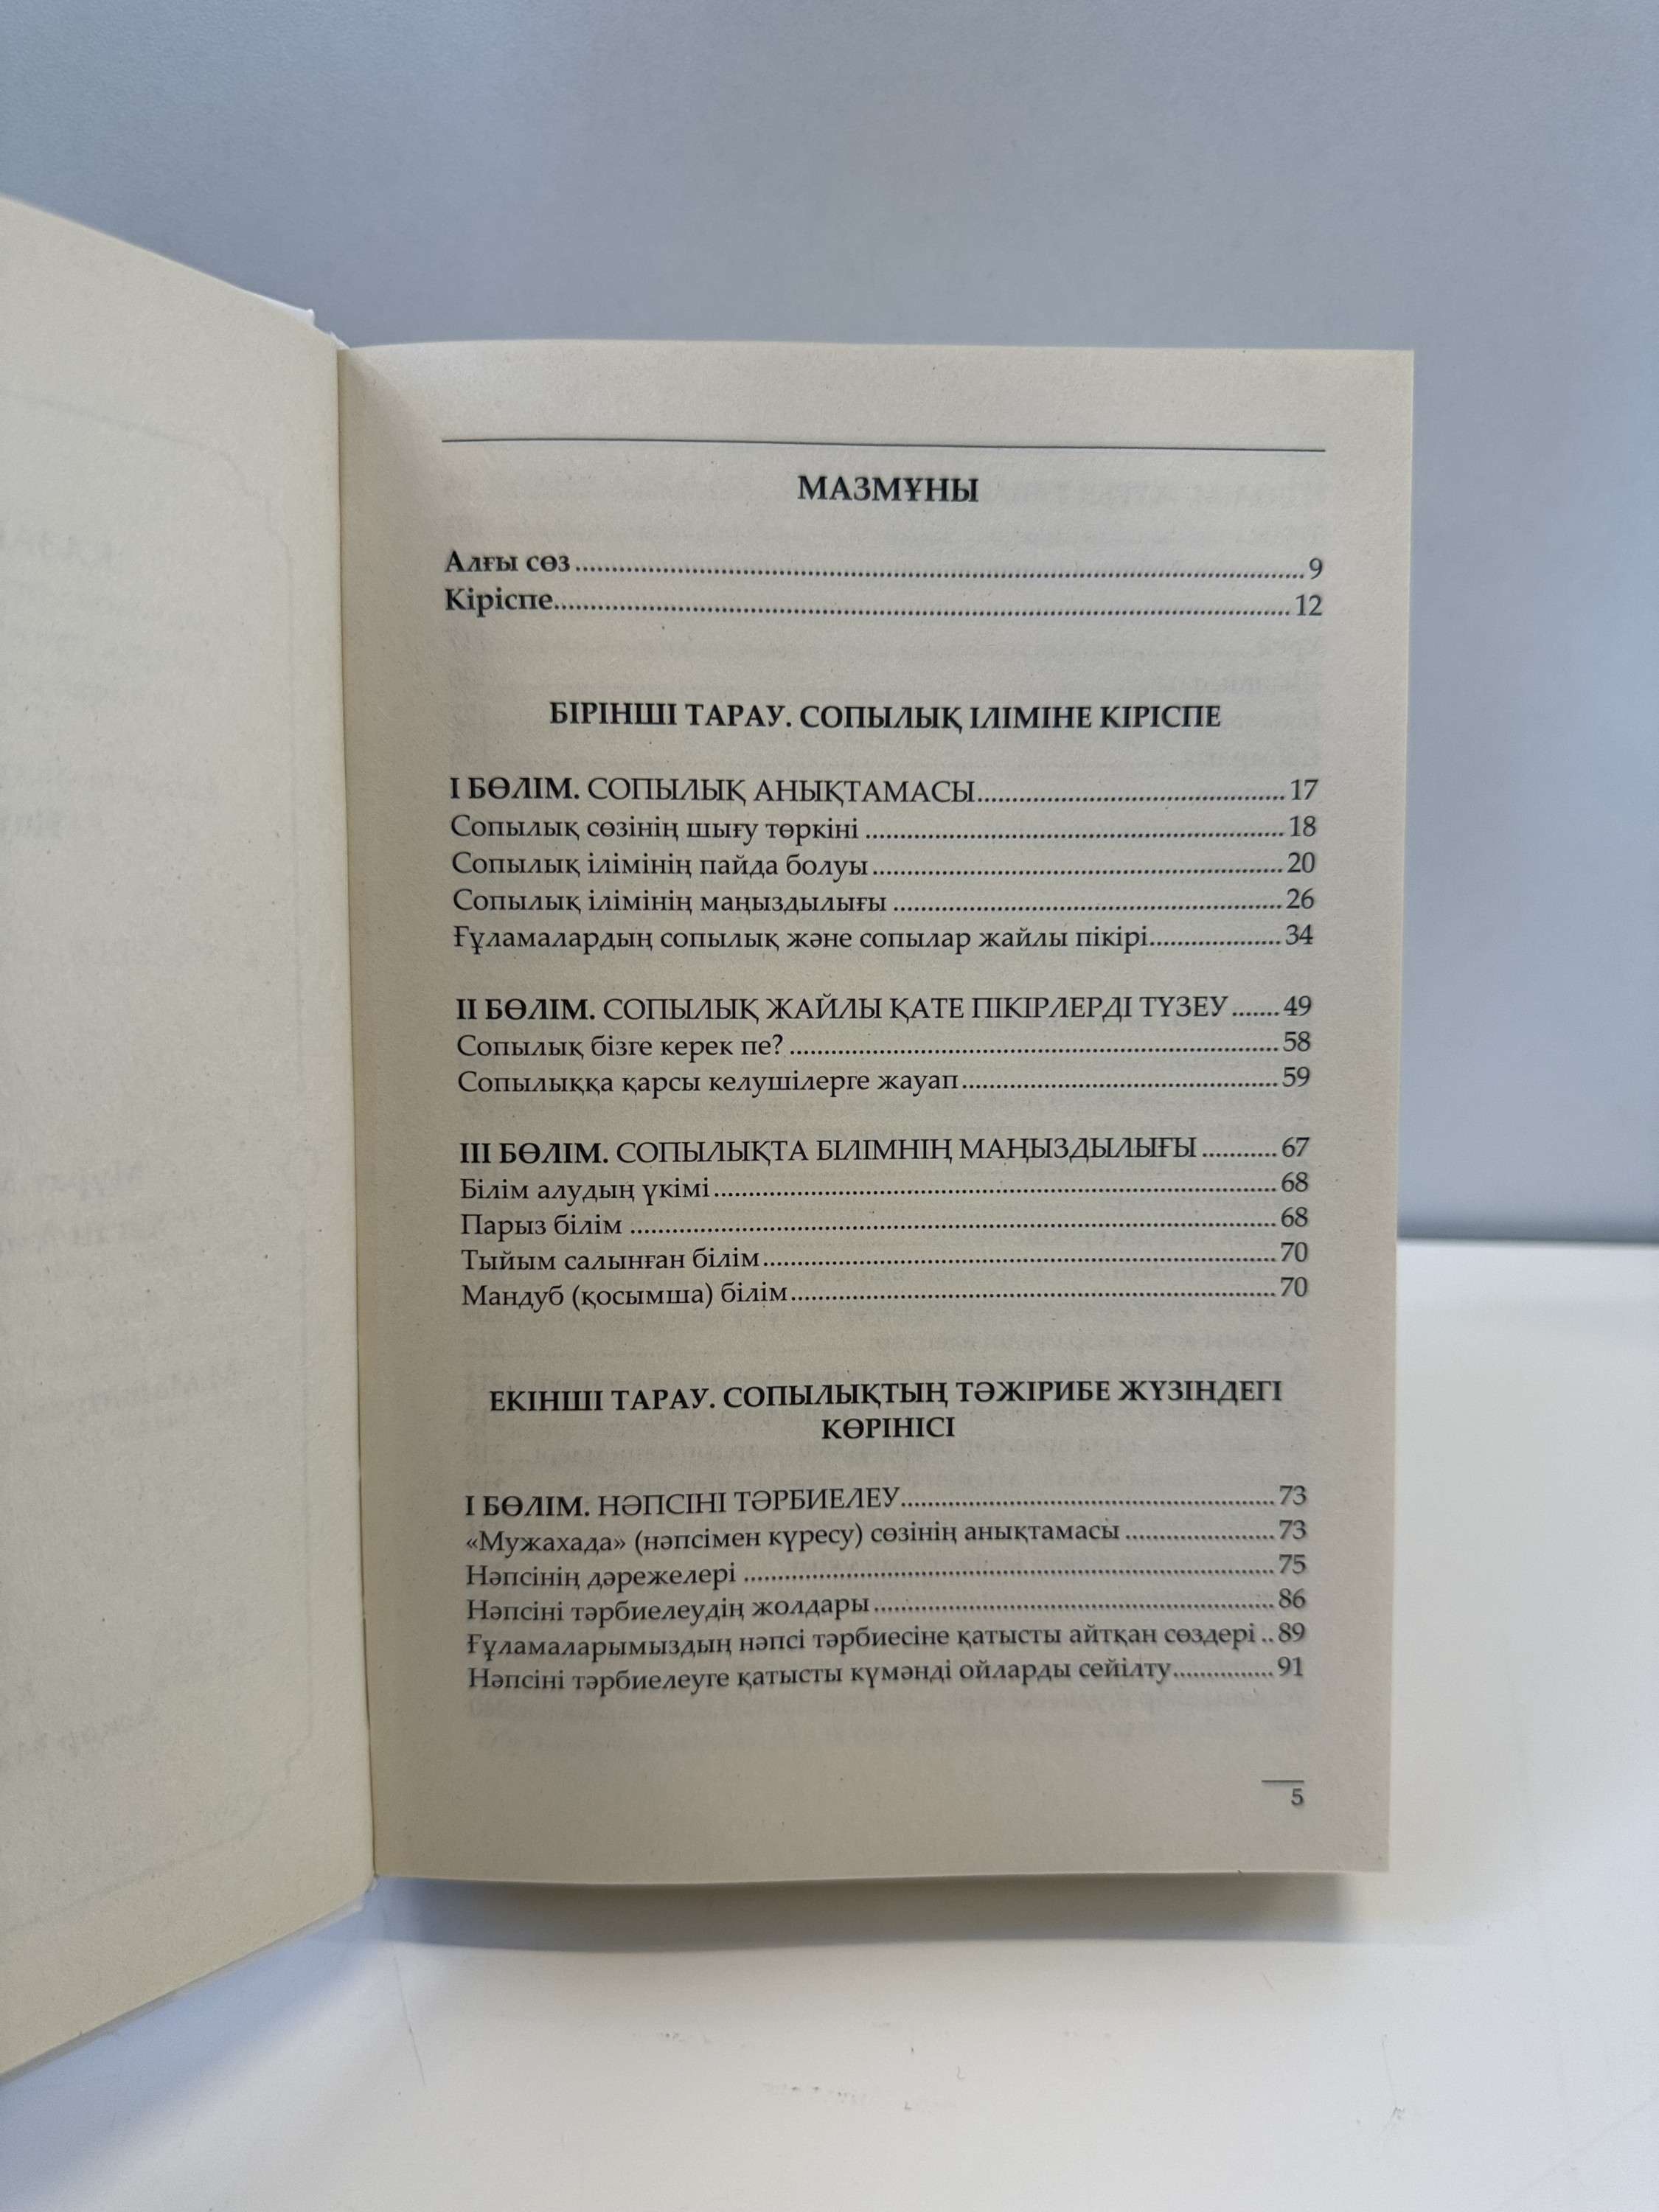 МАЗМҰНЫ
Алғы сөз.......................................................................................9
Кіріспе........................................................................................12
БІРІНШІ ТАРАУ. СОПЫЛЫҚ ІЛІМІНЕ КІРІСПЕ
І БӨЛІМ. СОПЫЛЫҚ АНЫҚТАМАСЫ.....................................17
Сопылық сөзінің шығу төркіні ...................................................18
Сопылық ілімінің пайда болуы ..................................................20
Сопылық ілімінің маңыздылығы ................................................26
Ғұламалардың сопылық және сопылар жайлы пікірі................34
ІІ БӨЛІМ. СОПЫЛЫҚ ЖАЙЛЫ ҚАТЕ ПІКІРЛЕРДІ ТҮЗЕУ .......49
Сопылық бізге керек пе? ............................................................58
Сопылыққа қарсы келушілерге жауап.......................................59
ІІІ БӨЛІМ. СОПЫЛЫҚТА БІЛІМНІҢ МАҢЫЗДЫЛЫҒЫ ...........67
Білім алудың үкімі......................................................................68
Парыз білім ................................................................................68
Тыйым салынған білім................................................................70
Мандуб (қосымша) білім............................................................70
ЕКІНШІ ТАРАУ. СОПЫЛЫҚТЫҢ ТӘЖІРИБЕ ЖҮЗІНДЕГІ
КӨРІНІСІ
І БӨЛІМ. НӘПСІНІ ТӘРБИЕЛЕУ..............................................73
«Мужахада» (нәпсімен күресу) сөзінің анықтамасы ..................73
Нәпсінің дәрежелері ..................................................................75
Нәпсіні тәрбиелеудің жолдары..................................................86
Ғұламаларымыздың нәпсі тәрбиесіне қатысты айтқан сөздері ..89
Нәпсіні тәрбиелеуге қатысты күмәнді ойларды сейілту.............91
5